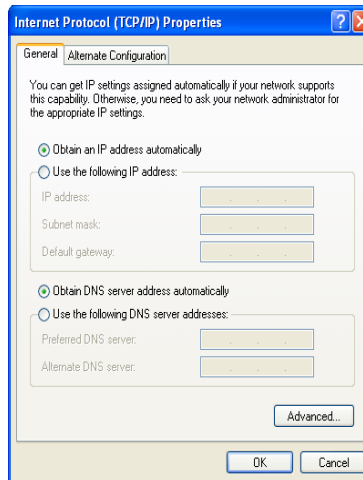 Internet Protocol (TCP/IP) Properties
General
Alternate Configuration
You can get IP settings assigned automatically if your network supports
this capability. Otherwise, you need to ask your network administrator for
the appropriate IP settings.
Obtain an IP address automatically
Use the following IP address:
IP address:
Subnet mask:
Default gateway:
Obtain DNS server address automatically
Use the following DNS server addresses:
Preferred DNS server:
Alternate DNS server:
Advanced...
OK
Cancel